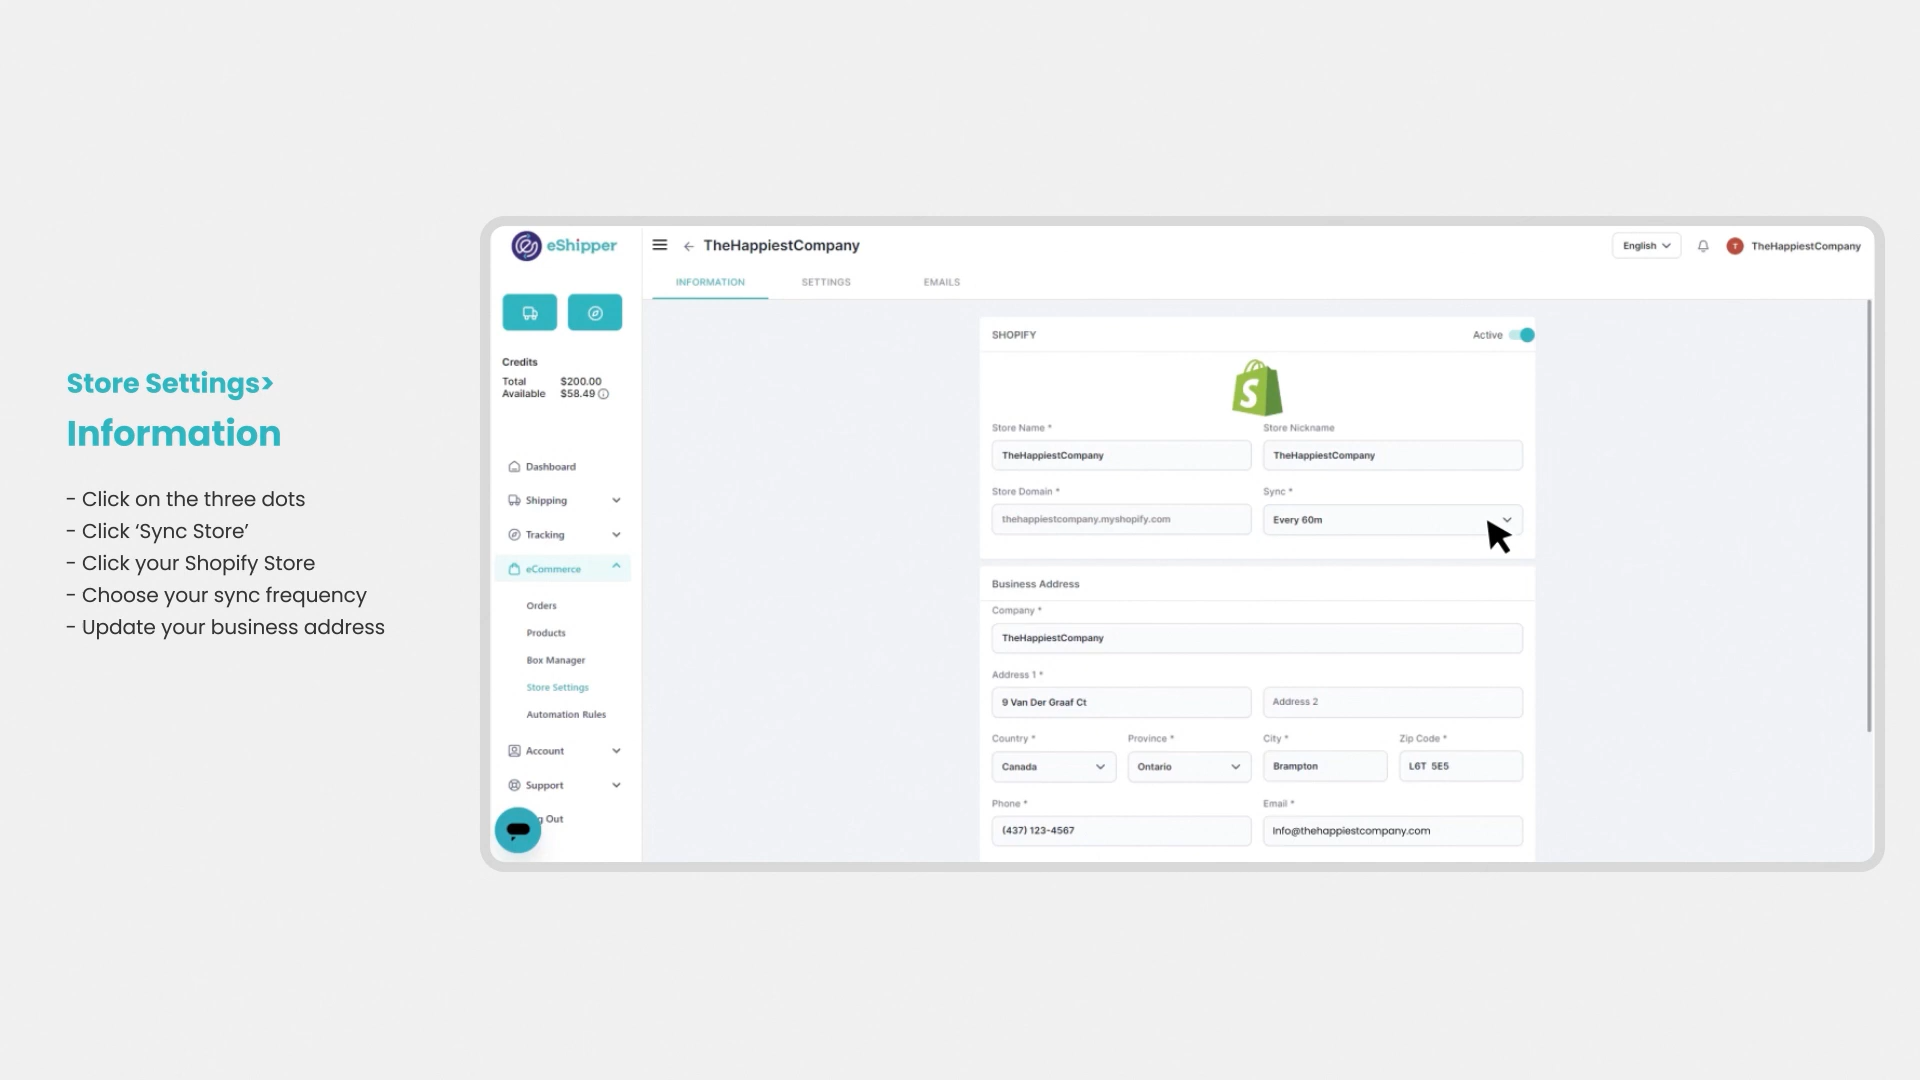 Store Settings>
Information
- Click on the three dots
- Click ‘Sync Store’
- Click your Shopify Store
- Choose your sync frequency
- Update your business address
eShipper
TheHappiestCompany
English
T
TheHappiestCompany
INFORMATION
SETTINGS
EMAILS
Credits
Total $200.00
Available $58.49
Dashboard
Shipping
Tracking
eCommerce
Orders
Products
Box Manager
Store Settings
Automation Rules
Account
Support
g Out
SHOPIFY
Active
S
Store Name *
Store Nickname
TheHappiestCompany
TheHappiestCompany
Store Domain *
Sync *
thehappiestcompany.myshopify.com
Every 60m
Business Address
Company *
TheHappiestCompany
Address 1 *
9 Van Der Graaf Ct
Address 2
Country *
Province *
City *
Zip Code *
Canada
Ontario
Brampton
L6T 5E5
Phone *
Email *
(437) 123-4567
Info@thehappiestcompany.com